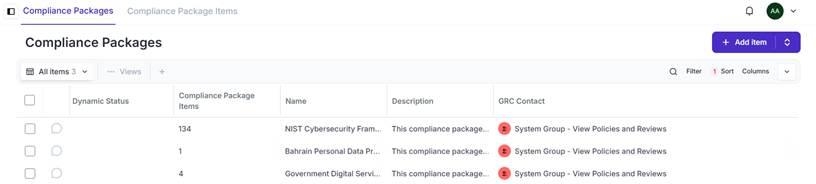 Compliance Packages Compliance Package Items AA
Compliance Packages
+ Add item
All items 3 ··· Views +
Filter 1 Sort Columns
Dynamic Status Compliance Package Items Name Description GRC Contact
134 NIST Cybersecurity Fram... This compliance package... System Group - View Policies and Reviews
1 Bahrain Personal Data Pr... This compliance package... System Group - View Policies and Reviews
4 Government Digital Servi... This compliance package... System Group - View Policies and Reviews